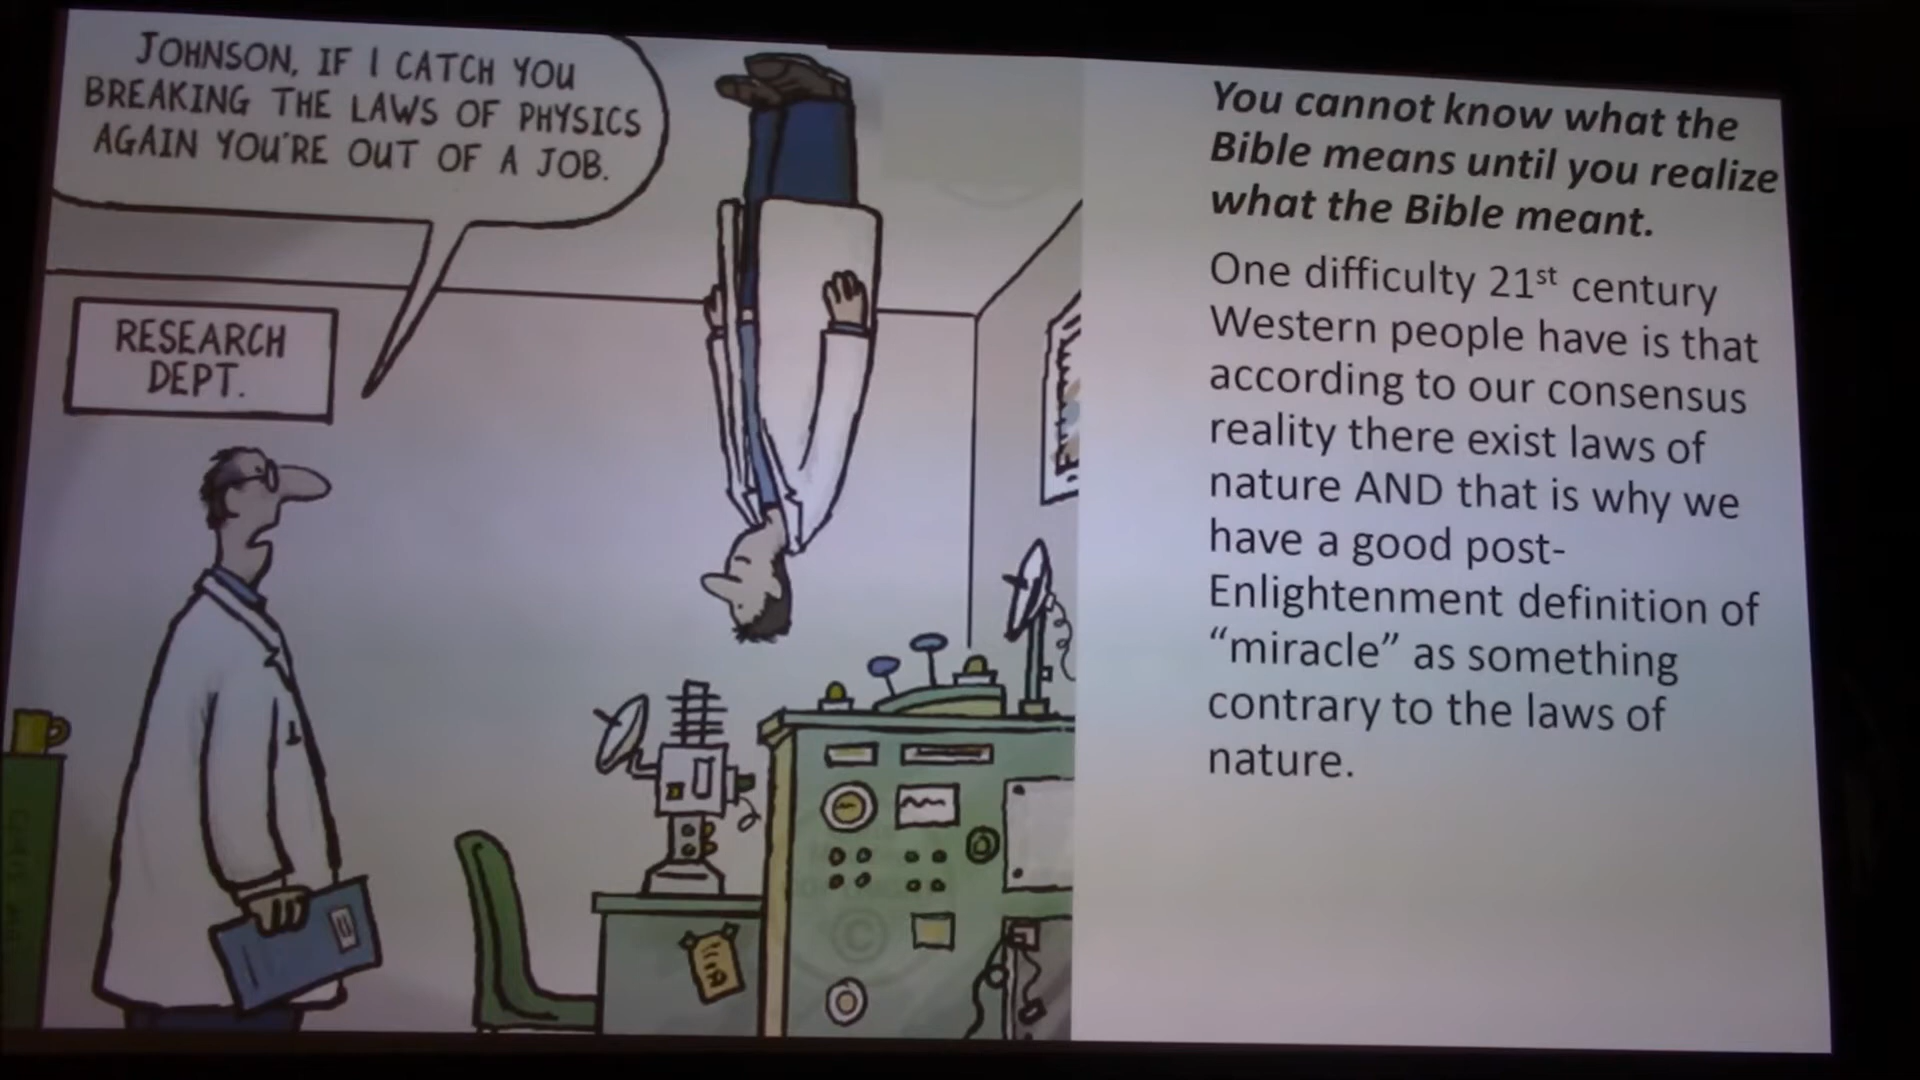 JOHNSON, IF I CATCH YOU
BREAKING THE LAWS OF PHYSICS
AGAIN YOU'RE OUT OF A JOB.
RESEARCH
DEPT.
You cannot know what the
Bible means until you realize
what the Bible meant.
One difficulty 21st century
Western people have is that
according to our consensus
reality there exist laws of
nature AND that is why we
have a good post-
Enlightenment definition of
“miracle” as something
contrary to the laws of
nature.